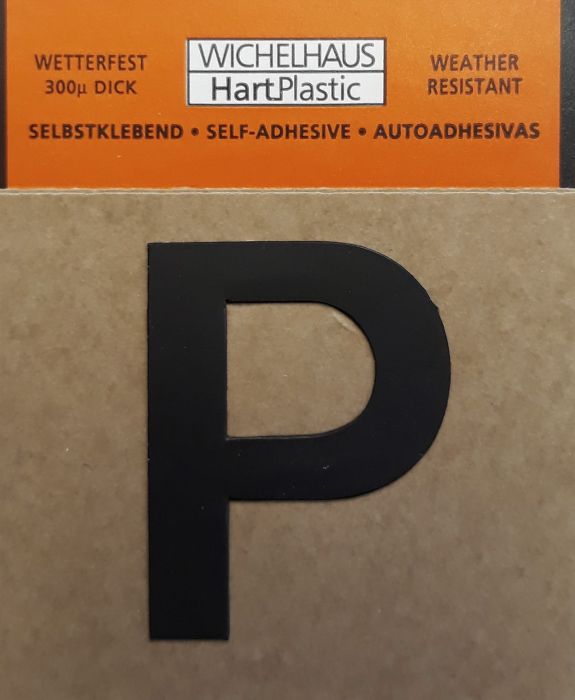 WETTERFEST
300µ DICK
WICHELHAUS
HartPlastic
WEATHER
RESISTANT
SELBSTKLEBEND • SELF-ADHESIVE • AUTOADHESIVAS
P